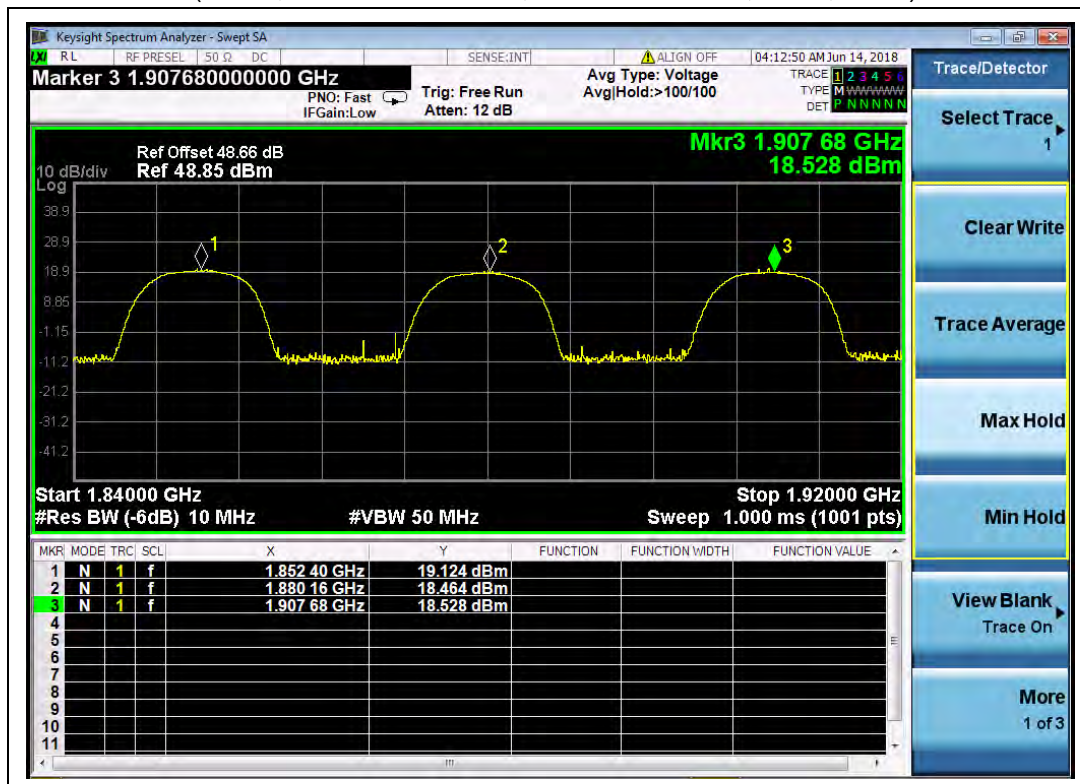 Keysight Spectrum Analyzer - Swept SA
LXI RL RF PRESEL 50 Ω DC SENSE:INT ALIGN OFF 04:12:50 AM Jun 14, 2018
Marker 3 1.907680000000 GHz
PNO: Fast
IFGain:Low
Trig: Free Run
Atten: 12 dB
Avg Type: Voltage
Avg|Hold:>100/100
TRACE 1 2 3 4 5 6
TYPE M WWWWW
DET P N N N N N
Trace/Detector
Select Trace
1
Clear Write
Trace Average
Max Hold
Min Hold
View Blank
Trace On
More
1 of 3
Mkr3 1.907 68 GHz
18.528 dBm
Ref Offset 48.66 dB
10 dB/div Ref 48.85 dBm
Log
38.9
28.9
18.9
8.85
-1.15
-11.2
-21.2
-31.2
-41.2
1
2
3
Start 1.84000 GHz Stop 1.92000 GHz
#Res BW (-6dB) 10 MHz #VBW 50 MHz Sweep 1.000 ms (1001 pts)
MKR MODE TRC SCL X Y FUNCTION FUNCTION WIDTH FUNCTION VALUE
1 N 1 f 1.852 40 GHz 19.124 dBm
2 N 1 f 1.880 16 GHz 18.464 dBm
3 N 1 f 1.907 68 GHz 18.528 dBm
4
5
6
7
8
9
10
11